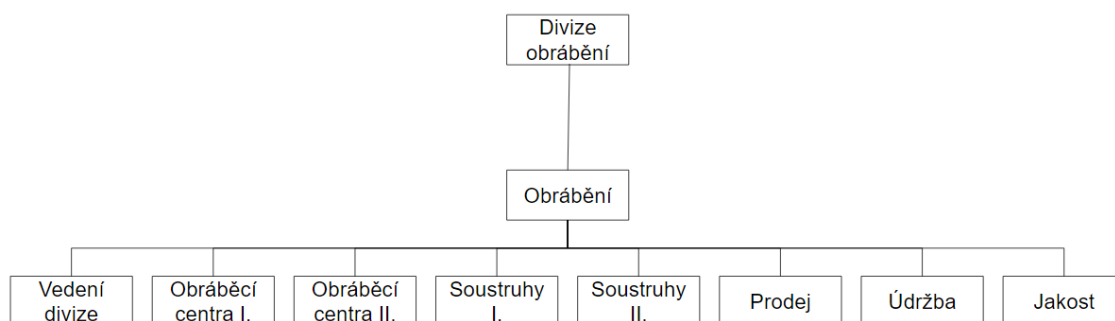 Divize
obrábění
Obrábění
Vedení
divize
Obráběcí
centra I.
Obráběcí
centra II.
Soustruhy
I.
Soustruhy
II.
Prodej
Údržba
Jakost